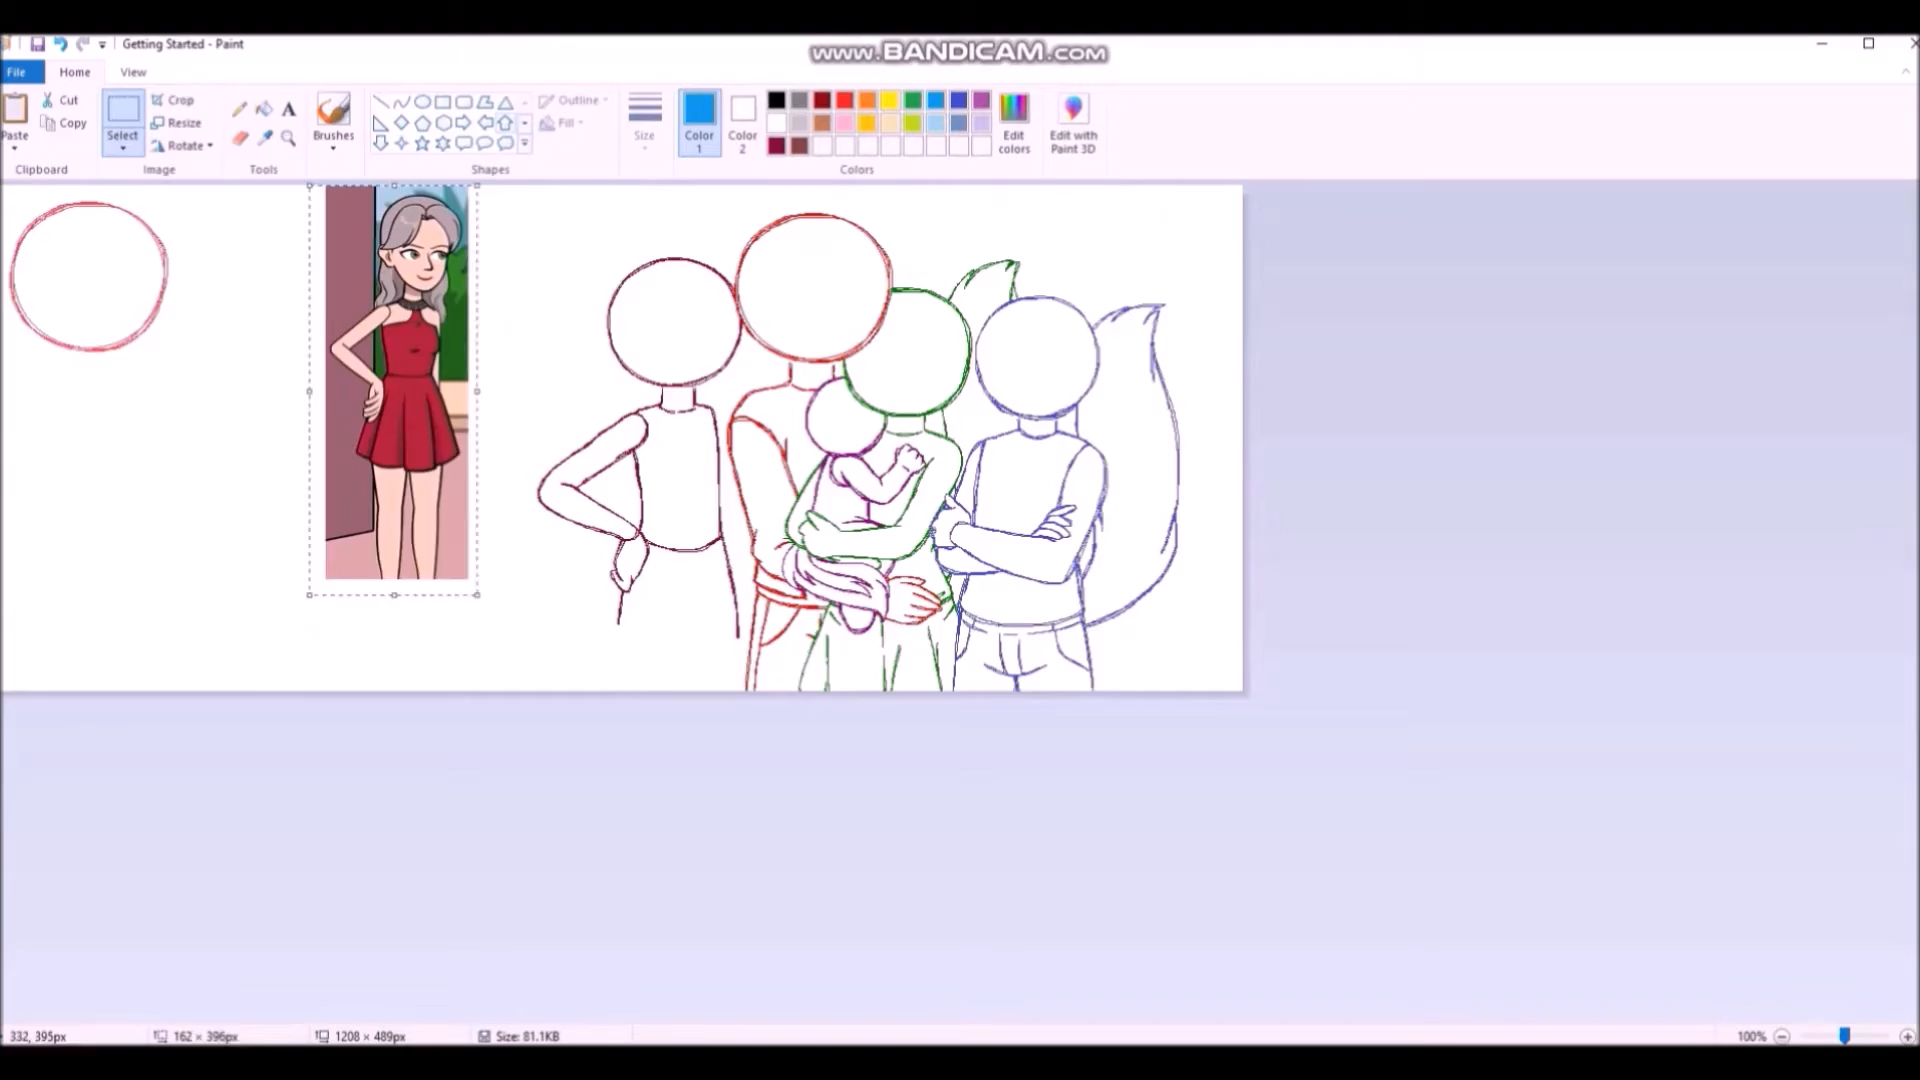 Getting Started - Paint
www.BANDICAM.com
File Home View
Cut
Copy
Paste
Clipboard
Select
Crop
Resize
Rotate
Image
Tools
Brushes
Shapes
Outline
Fill
Size
Color 1
Color 2
Colors
Edit colors
Edit with Paint 3D
332, 395px
162 × 396px
1208 × 489px
Size: 81.1KB
100%